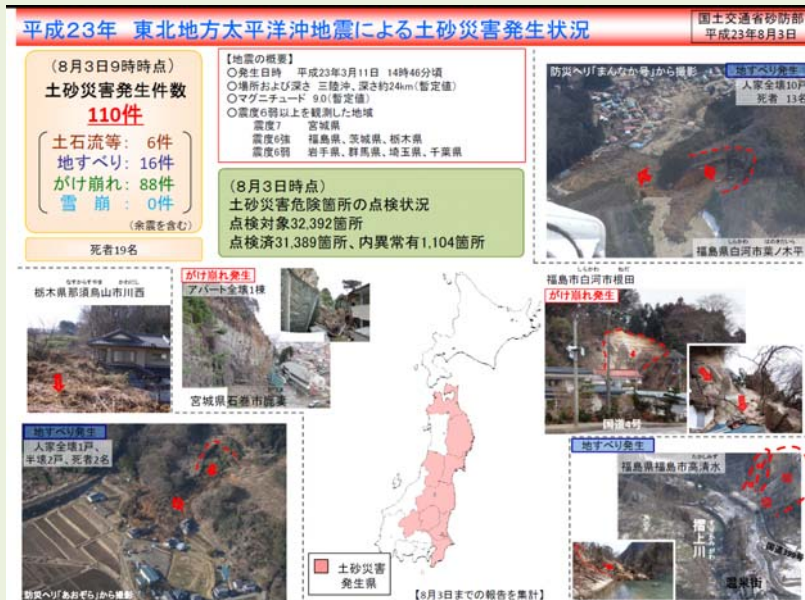 平成23年　東北地方太平洋沖地震による土砂災害発生状況
国土交通省砂防部
平成23年8月3日
(8月3日9時時点)
土砂災害発生件数
110件
土石流等:　6件
地すべり: 16件
がけ崩れ: 88件
雪　崩 :　0件
(余震を含む)
死者19名
【地震の概要】
○発生日時　平成23年3月11日　14時46分頃
○場所および深さ　三陸沖、深さ約24km(暫定値)
○マグニチュード　9.0(暫定値)
○震度6弱以上を観測した地域
震度7　宮城県
震度6強　福島県、茨城県、栃木県
震度6弱　岩手県、群馬県、埼玉県、千葉県
(8月3日時点)
土砂災害危険箇所の点検状況
点検対象32,392箇所
点検済31,389箇所、内異常有1,104箇所
防災ヘリ「まんなか号」から撮影
地すべり発生
人家全壊10戸
死者　13名
福島県白河市葉ノ木平
栃木県那須烏山市川西
がけ崩れ発生
アパート全壊1棟
宮城県石巻市鹿妻
福島市白河市根田
がけ崩れ発生
国道4号
地すべり発生
人家全壊1戸、
半壊2戸、死者2名
防災ヘリ「あおぞら」から撮影
土砂災害
発生県
【8月3日までの報告を集計】
地すべり発生
福島県福島市高清水
摺上川
国道399号
温泉街